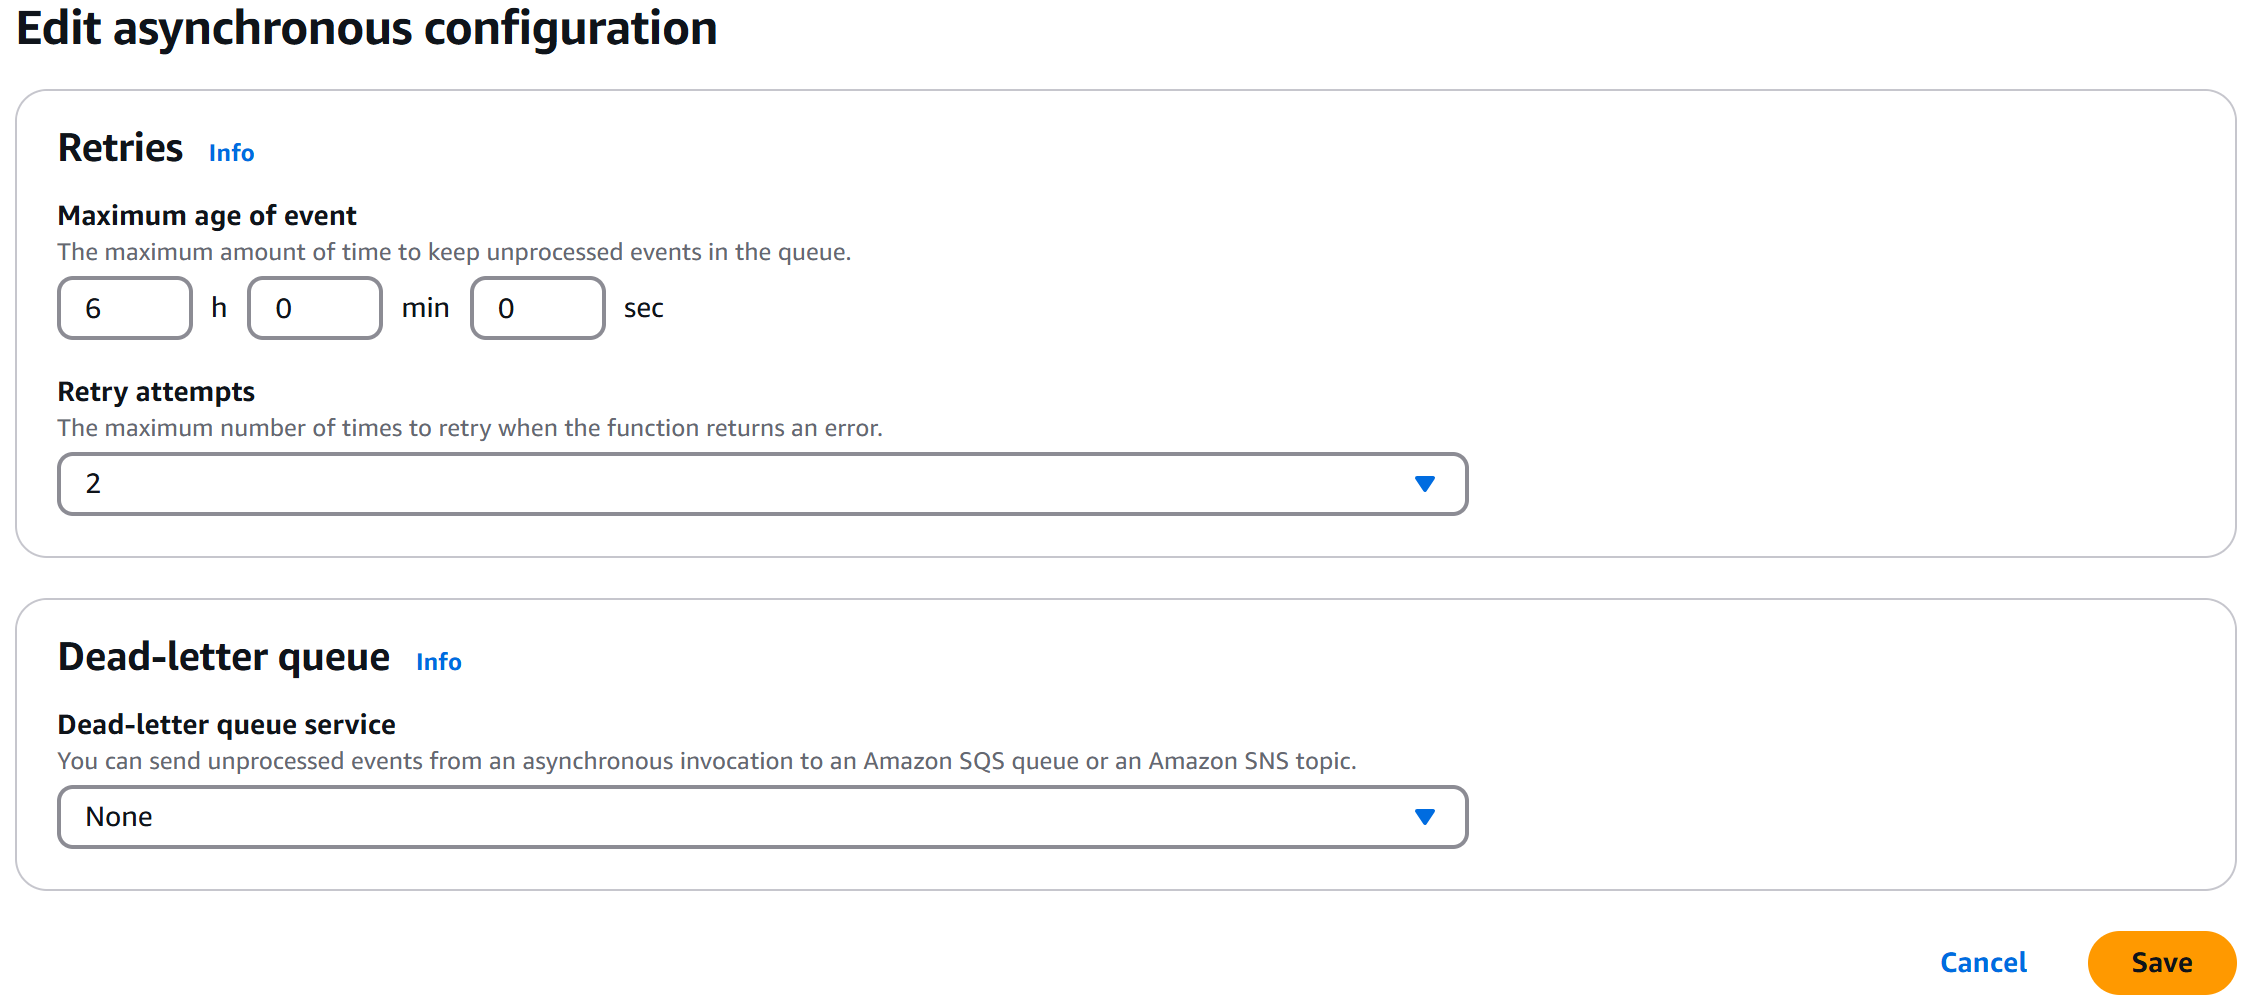 Edit asynchronous configuration
Retries Info
Maximum age of event
The maximum amount of time to keep unprocessed events in the queue.
6 h 0 min 0 sec
Retry attempts
The maximum number of times to retry when the function returns an error.
2
Dead-letter queue Info
Dead-letter queue service
You can send unprocessed events from an asynchronous invocation to an Amazon SQS queue or an Amazon SNS topic.
None
Cancel Save